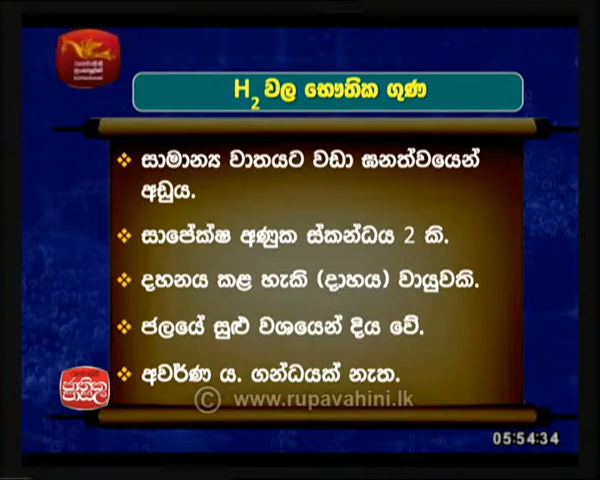 H2 වල භෞතික ගුණ
❖ සාමාන්‍ය වාතයට වඩා ඝනත්වයෙන්
අඩුය.
❖ සාපේක්ෂ අණුක ස්කන්ධය 2 කි.
❖ දහනය කළ හැකි (දාහය) වායුවකි.
❖ ජලයේ සුළු වශයෙන් දිය වේ.
❖ අවර්ණ ය. ගන්ධයක් නැත.
ජාතික
පාසල
© www.rupavahini.lk
05:54:34